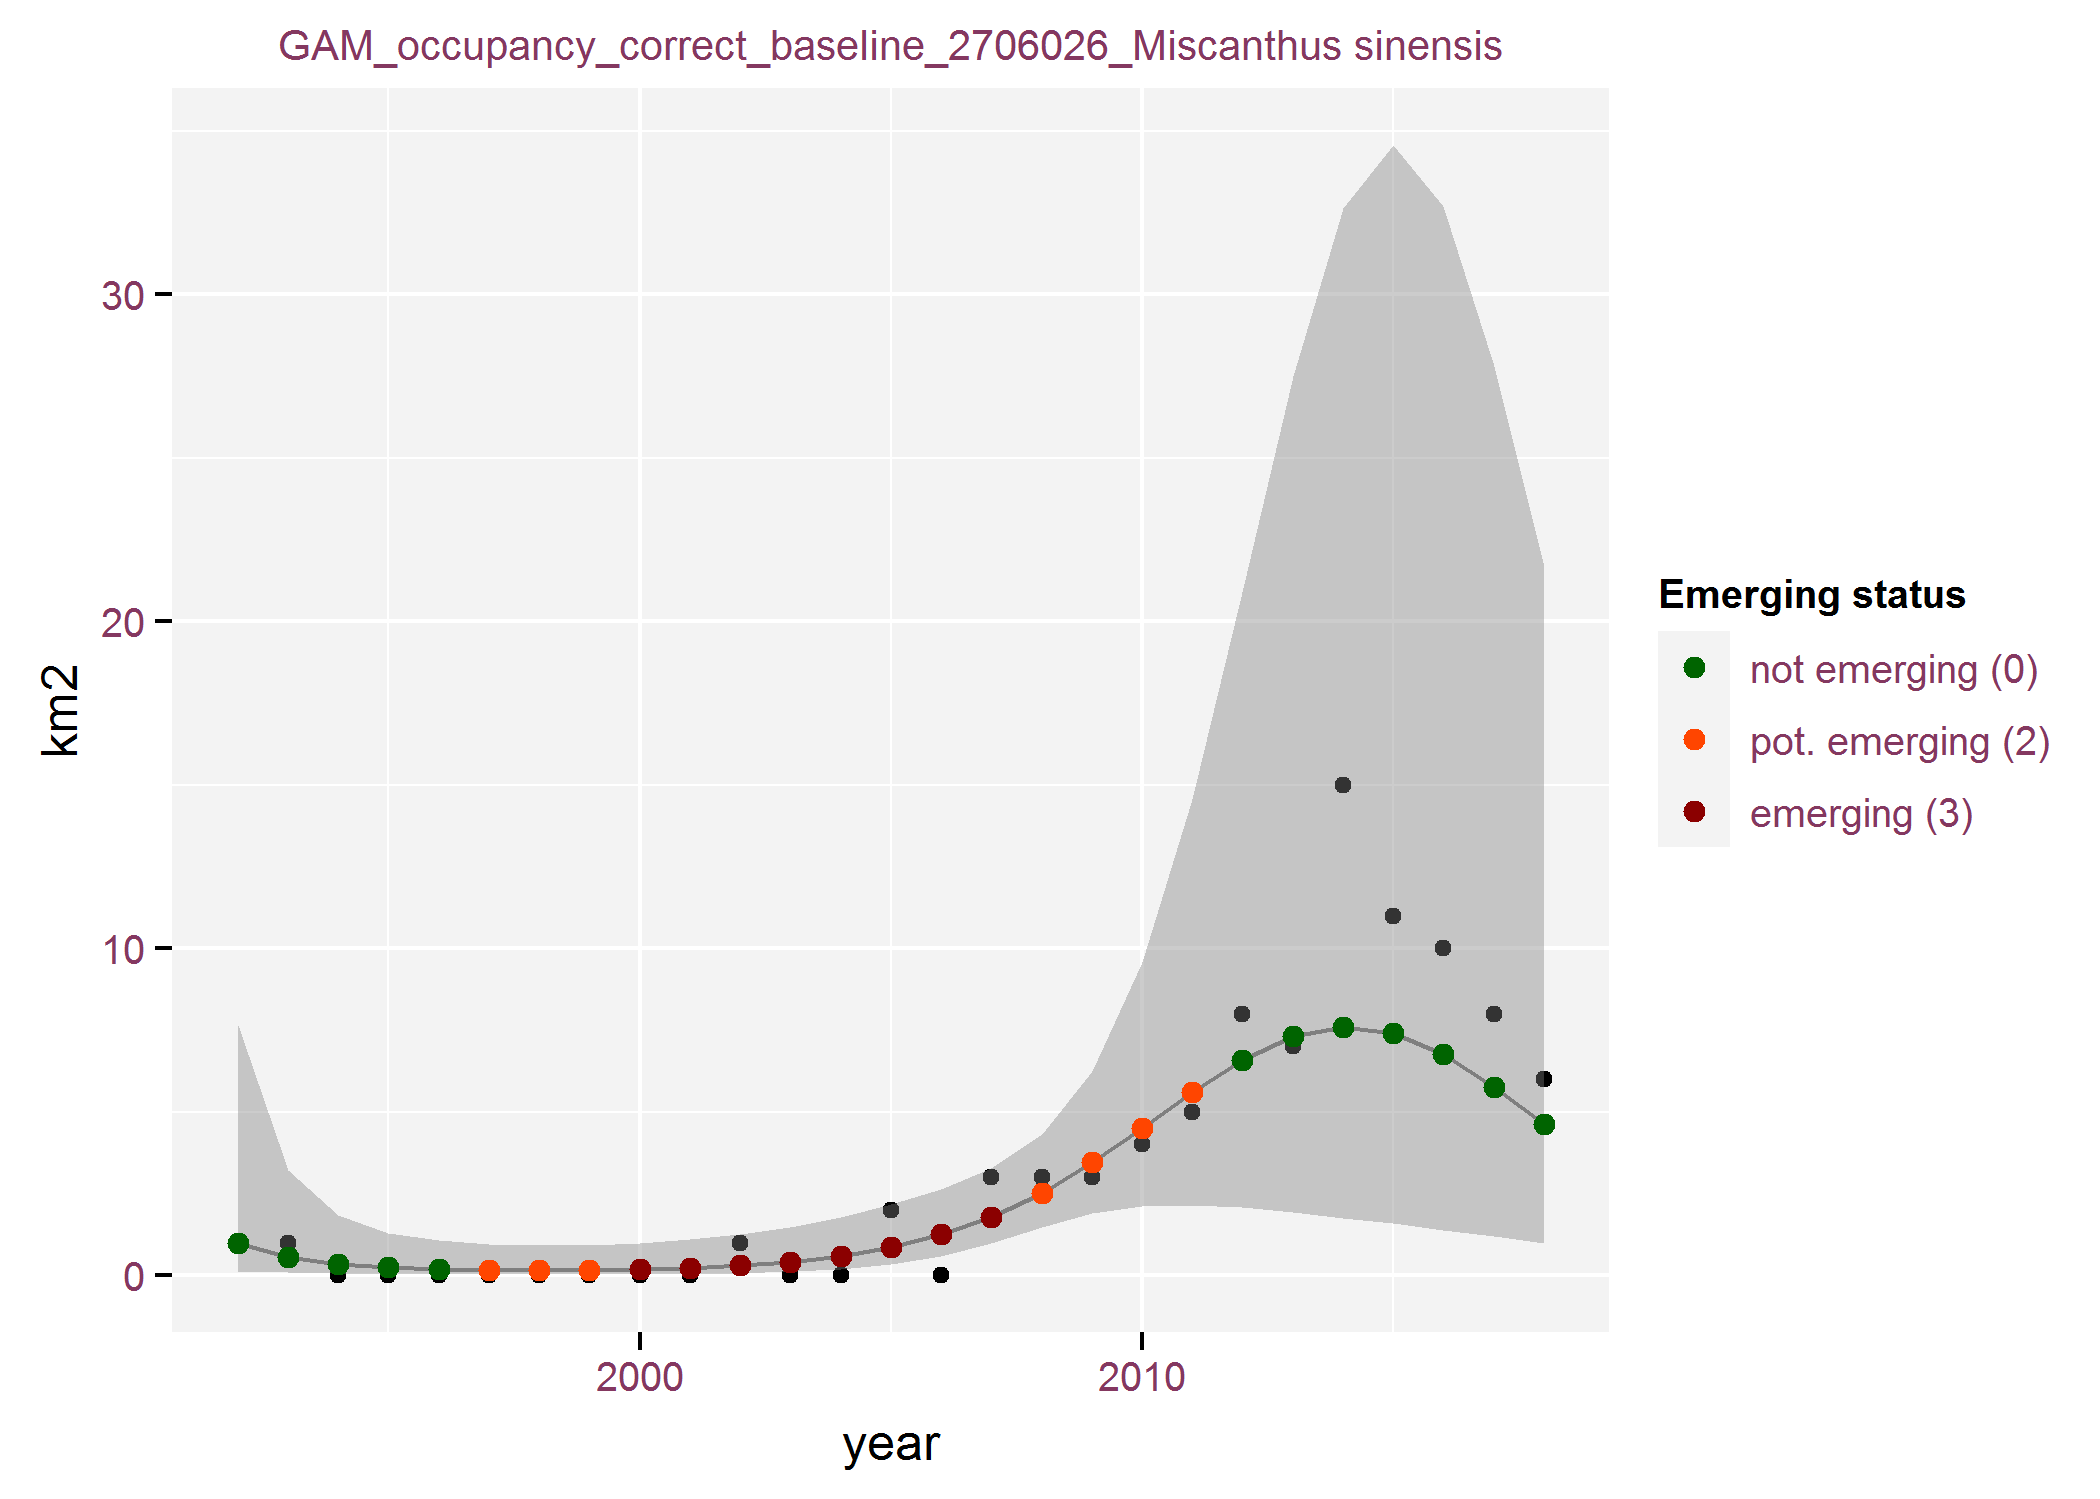 GAM_occupancy_correct_baseline_2706026_Miscanthus sinensis
km2
30
20
10
0
2000
2010
year
Emerging status
not emerging (0)
pot. emerging (2)
emerging (3)